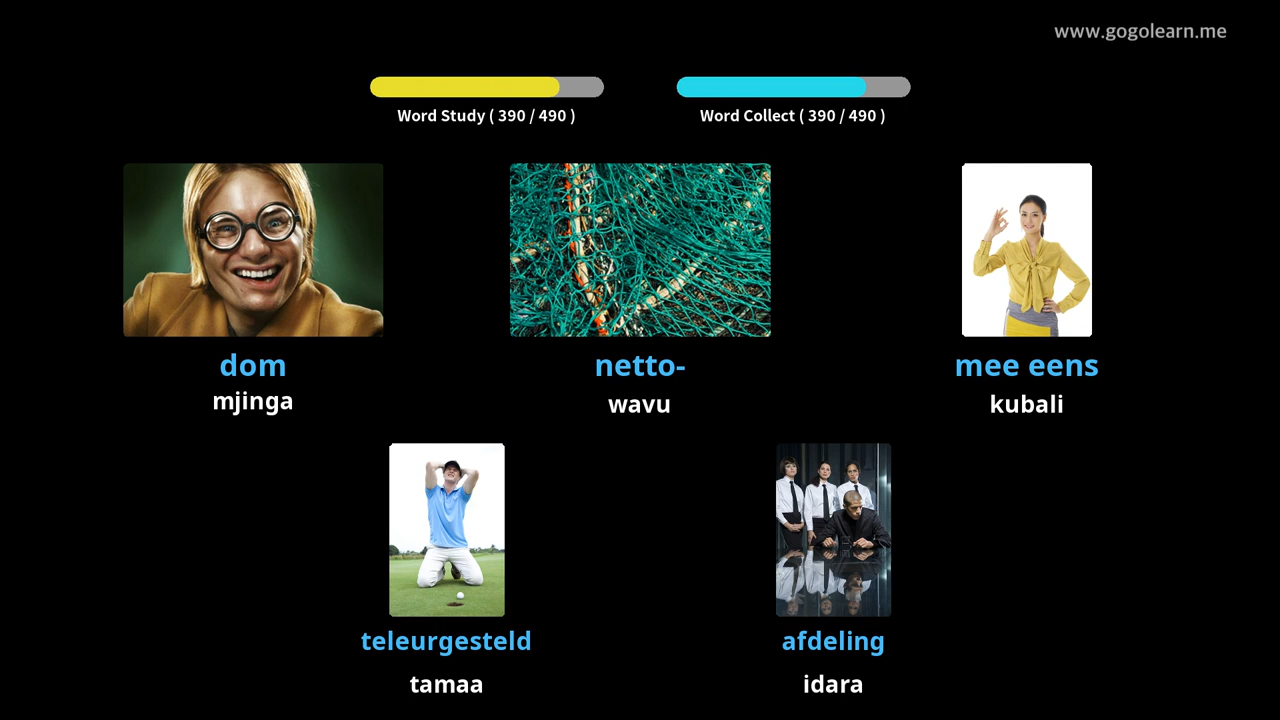 www.gogolearn.me
Word Study ( 390 / 490 )
Word Collect ( 390 / 490 )
dom
mjinga
netto-
wavu
mee eens
kubali
teleurgesteld
tamaa
afdeling
idara